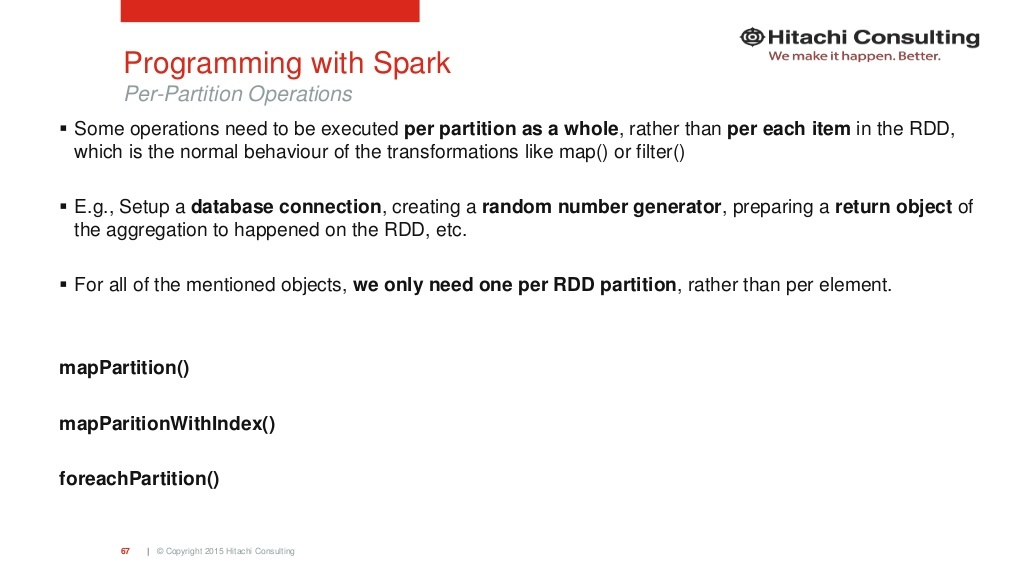 Hitachi Consulting
We make it happen. Better.
Programming with Spark
Per-Partition Operations
▪ Some operations need to be executed per partition as a whole, rather than per each item in the RDD,
which is the normal behaviour of the transformations like map() or filter()
▪ E.g., Setup a database connection, creating a random number generator, preparing a return object of
the aggregation to happened on the RDD, etc.
▪ For all of the mentioned objects, we only need one per RDD partition, rather than per element.
mapPartition()
mapParitionWithIndex()
foreachPartition()
67 | © Copyright 2015 Hitachi Consulting